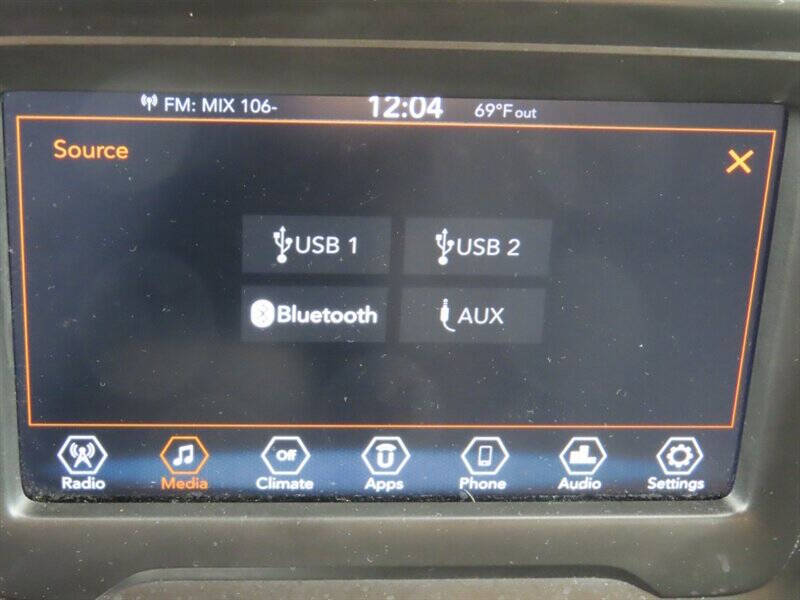 FM: MIX 106- 12:04 69°F out
Source
USB 1 USB 2
Bluetooth AUX
Off
Radio Media Climate Apps Phone Audio Settings